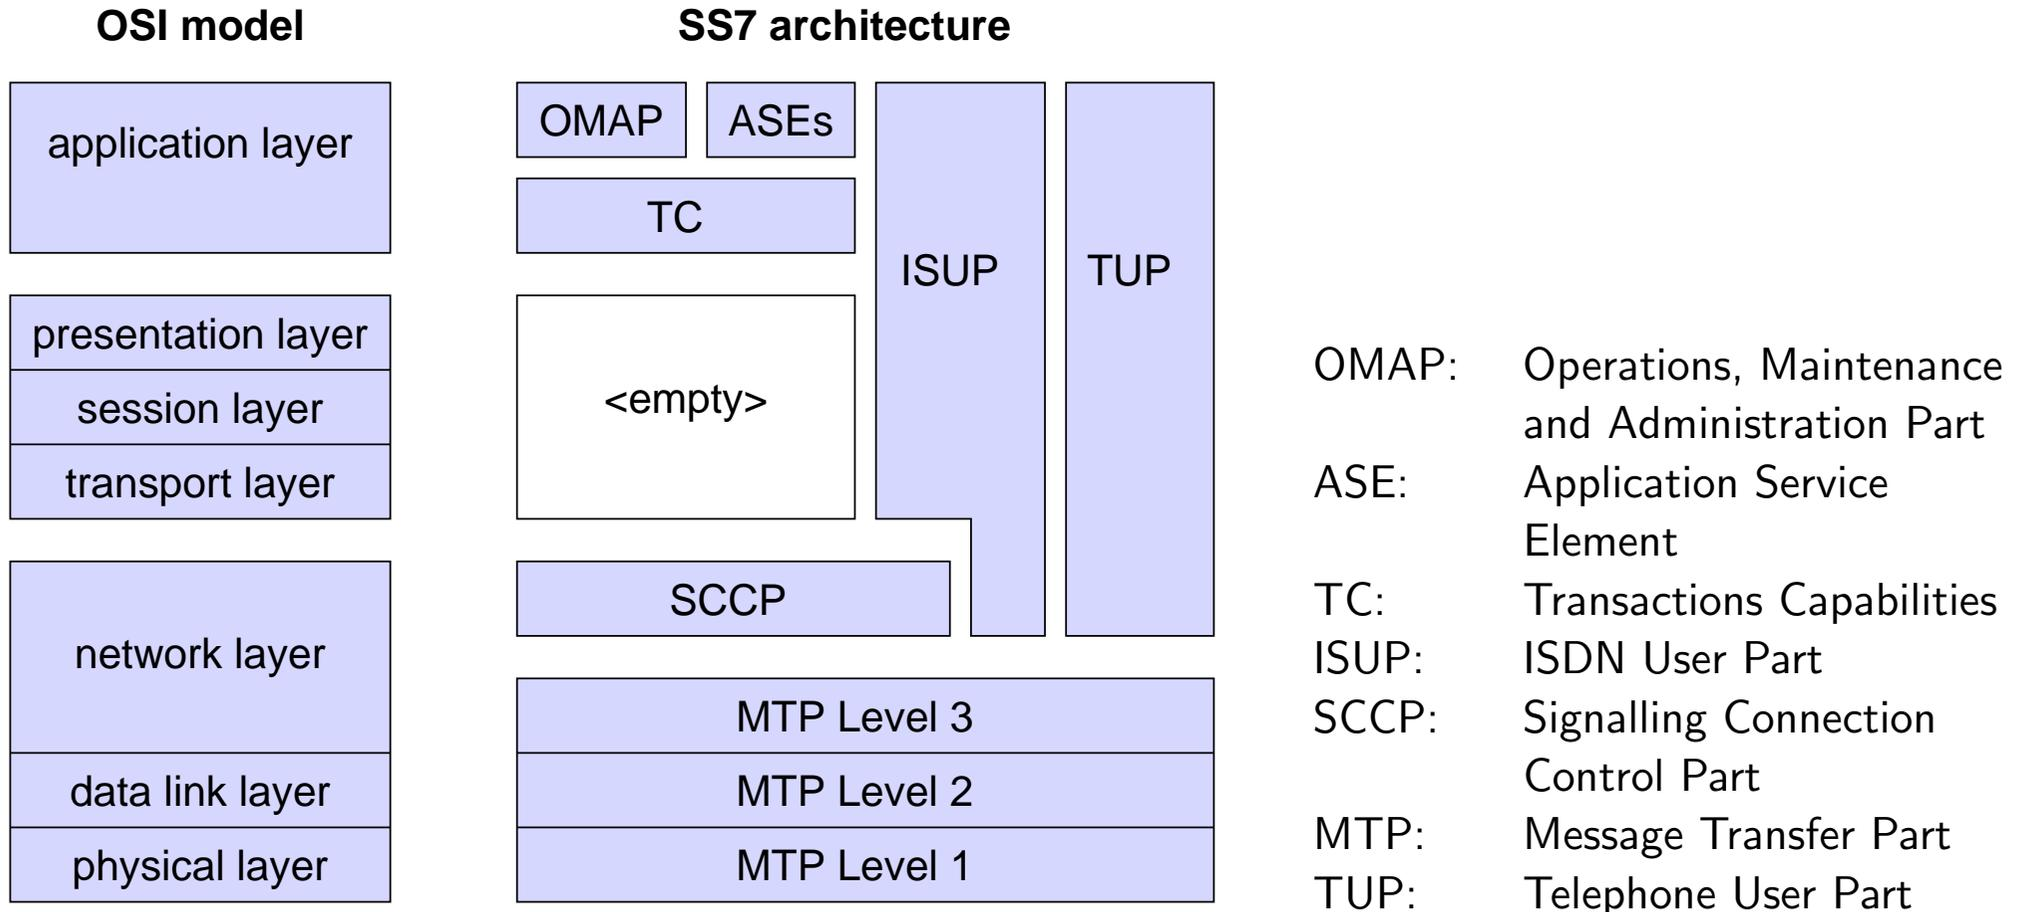 OSI model
SS7 architecture
application layer
presentation layer
session layer
transport layer
network layer
data link layer
physical layer
OMAP
ASEs
TC
ISUP
TUP
<empty>
SCCP
MTP Level 3
MTP Level 2
MTP Level 1
OMAP: Operations, Maintenance
and Administration Part
ASE: Application Service
Element
TC: Transactions Capabilities
ISUP: ISDN User Part
SCCP: Signalling Connection
Control Part
MTP: Message Transfer Part
TUP: Telephone User Part